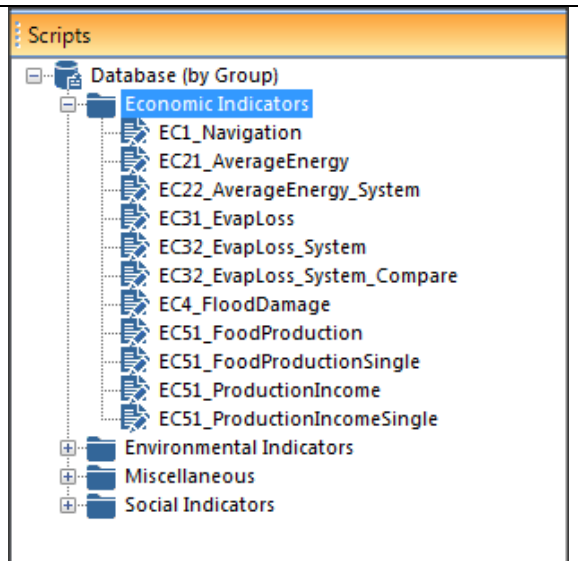 Scripts
Database (by Group)
Economic Indicators
EC1_Navigation
EC21_AverageEnergy
EC22_AverageEnergy_System
EC31_EvapLoss
EC32_EvapLoss_System
EC32_EvapLoss_System_Compare
EC4_FloodDamage
EC51_FoodProduction
EC51_FoodProductionSingle
EC51_ProductionIncome
EC51_ProductionIncomeSingle
Environmental Indicators
Miscellaneous
Social Indicators